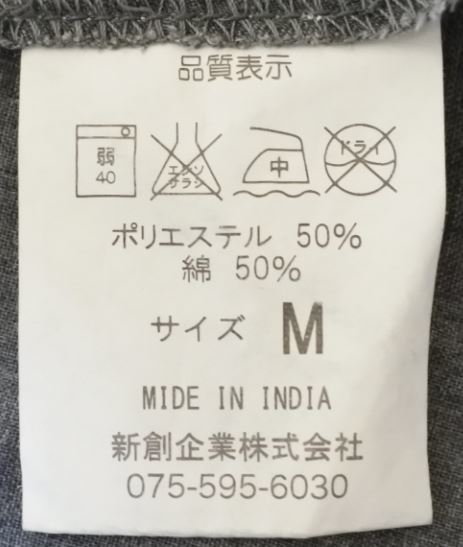 品質表示
弱
40
エンソ
サラシ
中
ドライ
ポリエステル 50%
綿 50%
サイズ M
MIDE IN INDIA
新創企業株式会社
075-595-6030